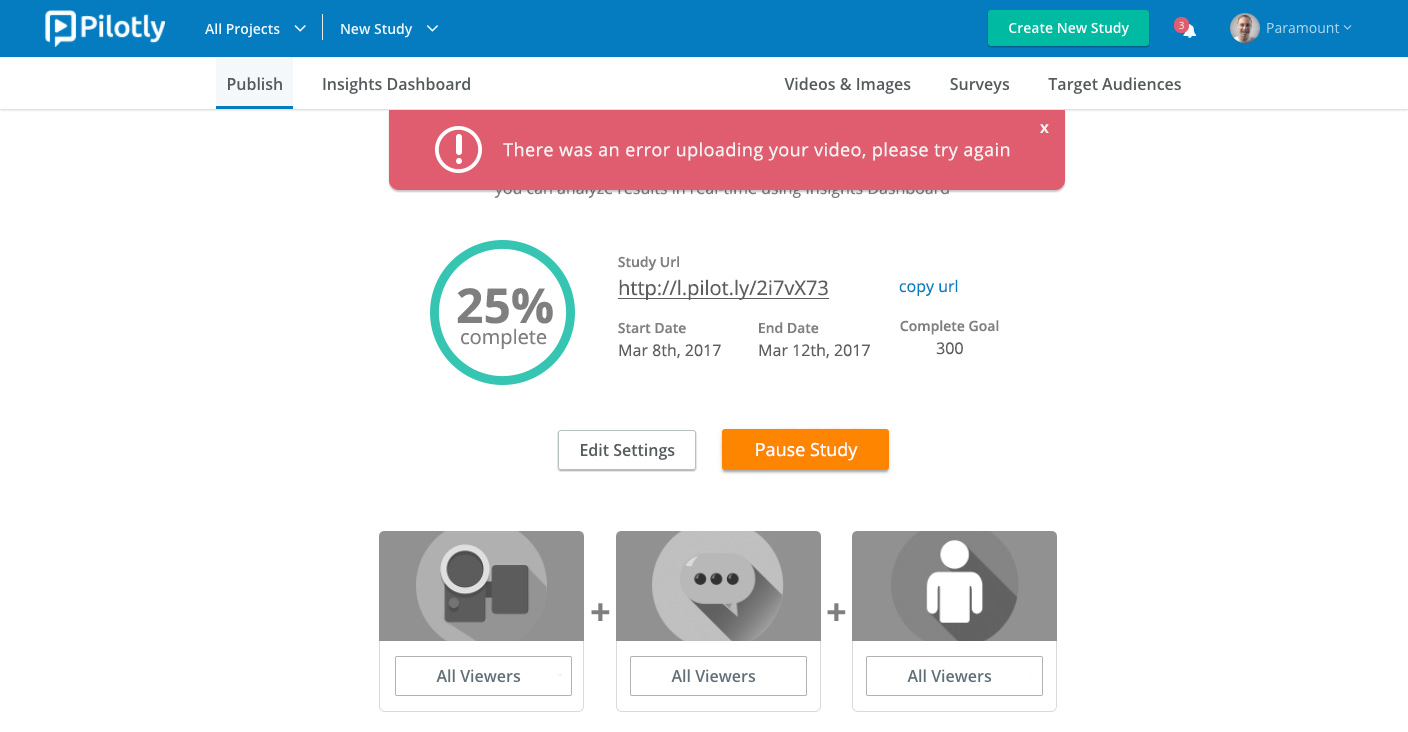 Pilotly
All Projects
New Study
Create New Study
3
Paramount
Publish
Insights Dashboard
Videos & Images
Surveys
Target Audiences
x
There was an error uploading your video, please try again
you can analyze results in real-time using Insights Dashboard
25%
complete
Study Url
http://l.pilot.ly/2i7vX73
copy url
Start Date
End Date
Complete Goal
Mar 8th, 2017
Mar 12th, 2017
300
Edit Settings
Pause Study
+
+
All Viewers
All Viewers
All Viewers